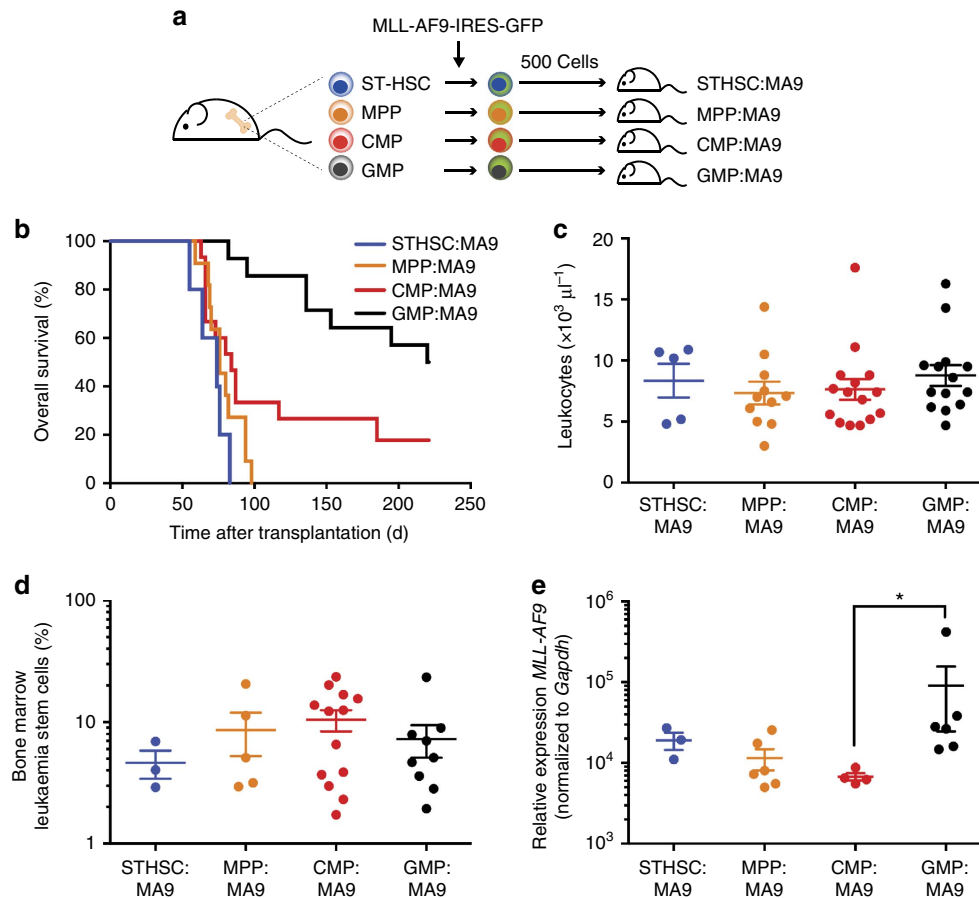 a
MLL-AF9-IRES-GFP
500 Cells
ST-HSC
STHSC:MA9
MPP
MPP:MA9
CMP
CMP:MA9
GMP
GMP:MA9
b
Overall survival (%)
100
80
60
40
20
0
0 50 100 150 200 250
Time after transplantation (d)
STHSC:MA9
MPP:MA9
CMP:MA9
GMP:MA9
c
Leukocytes (×10³ μl⁻¹)
20
15
10
5
0
STHSC: MPP: CMP: GMP:
MA9 MA9 MA9 MA9
d
Bone marrow
leukaemia stem cells (%)
100
10
1
STHSC: MPP: CMP: GMP:
MA9 MA9 MA9 MA9
e
Relative expression MLL-AF9
(normalized to Gapdh)
10⁶
10⁵
10⁴
10³
*
STHSC: MPP: CMP: GMP:
MA9 MA9 MA9 MA9